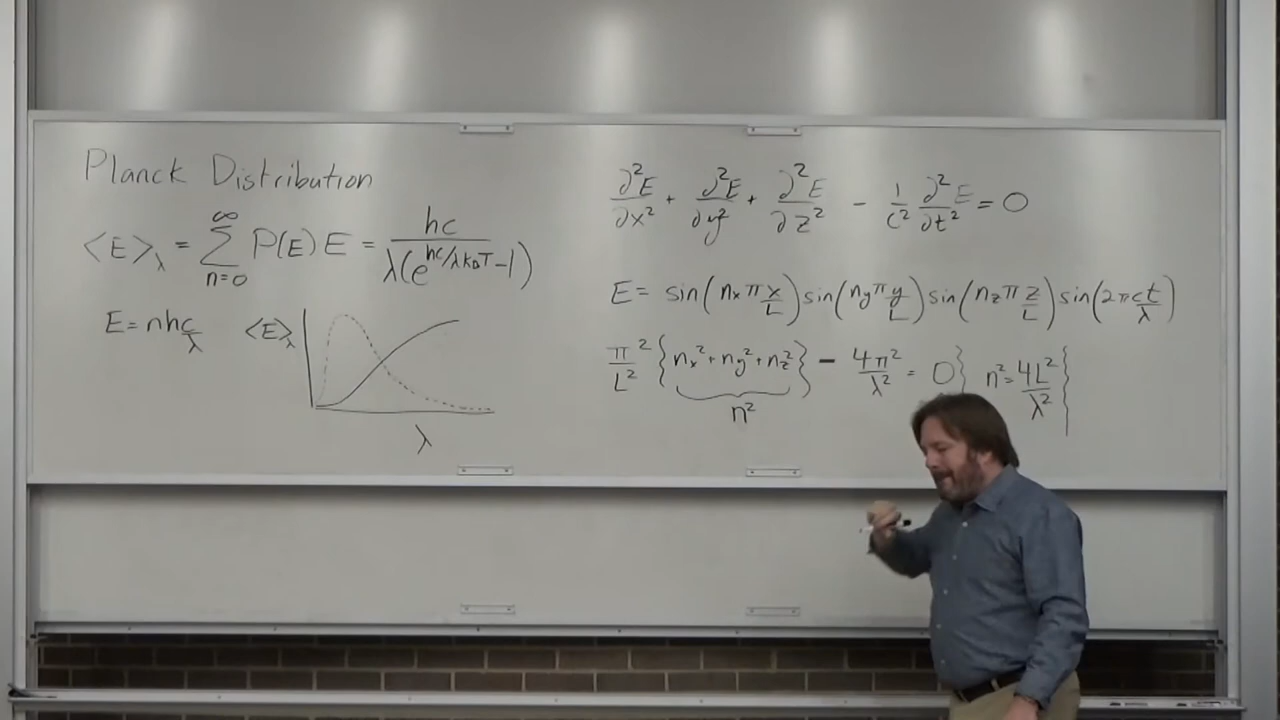 Planck Distribution
⟨E⟩_λ = ∑_{n=0}^{∞} P(E) E = hc / λ(e^{hc/λk_BT} - 1)
E = nhc/λ
⟨E⟩_λ
λ
∂²E/∂x² + ∂²E/∂y² + ∂²E/∂z² - 1/c² ∂²E/∂t² = 0
E = sin(n_x π x/L) sin(n_y π y/L) sin(n_z π z/L) sin(2πct/λ)
π²/L² {n_x² + n_y² + n_z²} - 4π²/λ² = 0} n² = 4L²/λ² }
n²